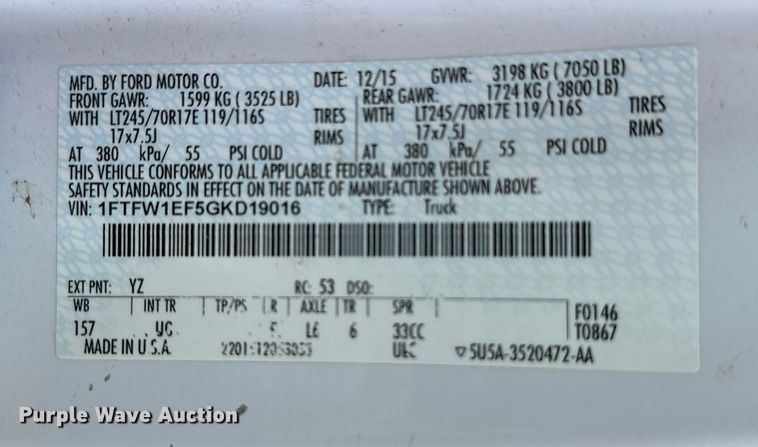 MFD. BY FORD MOTOR CO. DATE: 12/15 GVWR: 3198 KG ( 7050 LB)
FRONT GAWR: 1599 KG ( 3525 LB) REAR GAWR: 1724 KG ( 3800 LB)
WITH LT245/70R17E 119/116S TIRES WITH LT245/70R17E 119/116S TIRES
17x7.5J RIMS 17x7.5J RIMS
AT 380 kPa/ 55 PSI COLD AT 380 kPa/ 55 PSI COLD
THIS VEHICLE CONFORMS TO ALL APPLICABLE FEDERAL MOTOR VEHICLE
SAFETY STANDARDS IN EFFECT ON THE DATE OF MANUFACTURE SHOWN ABOVE.
VIN: 1FTFW1EF5GKD19016 TYPE: Truck
EXT PNT: YZ RC: 53 DSO:
WB INT TR TP/PS R AXLE TR SPR F0146
157 UG L6 6 33CC T0867
MADE IN U.S.A. 5U5A-3520472-AA
Purple Wave Auction